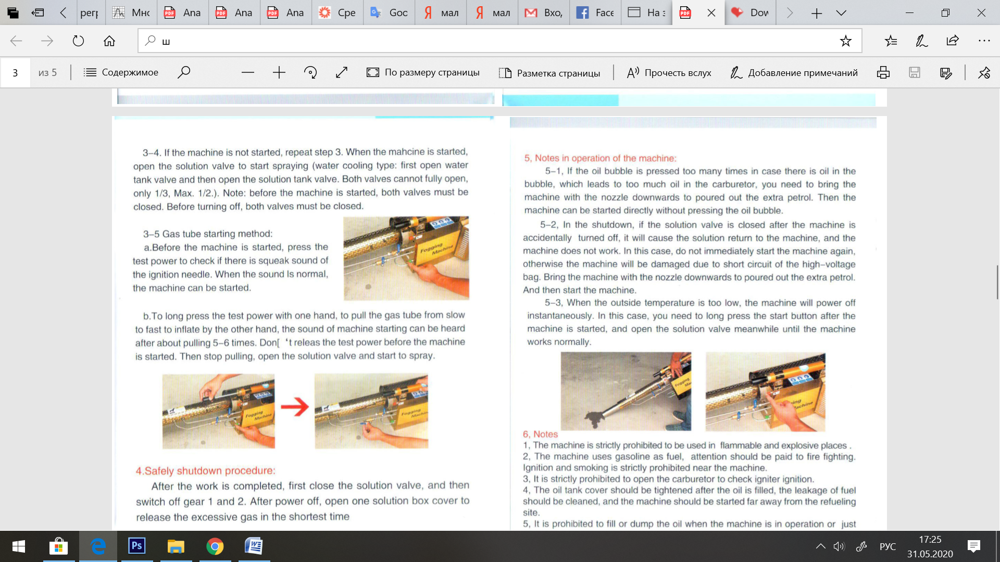 perp
Мнс
Ana
Ana
Ana
Сре
Goo
мал
мал
Вхо
Face
На з
Dow
ш
3
из 5
Содержимое
По размеру страницы
Разметка страницы
Прочесть вслух
Добавление примечаний
3–4. If the machine is not started, repeat step 3. When the mahcine is started,
open the solution valve to start spraying (water cooling type: first open water
tank valve and then open the solution tank valve. Both valves cannot fully open,
only 1/3, Max. 1/2.). Note: before the machine is started, both valves must be
closed. Before turning off, both valves must be closed.
3–5 Gas tube starting method:
a.Before the machine is started, press the
test power to check if there is squeak sound of
the ignition needle. When the sound Is normal,
the machine can be started.
Fogging
Machine
b.To long press the test power with one hand, to pull the gas tube from slow
to fast to inflate by the other hand, the sound of machine starting can be heard
after about pulling 5–6 times. Don[ ‘t releas the test power before the machine
is started. Then stop pulling, open the solution valve and start to spray.
Fogging
Machine
Fogging
Machin
4.Safely shutdown procedure:
After the work is completed, first close the solution valve, and then
switch off gear 1 and 2. After power off, open one solution box cover to
release the excessive gas in the shortest time
5, Notes in operation of the machine:
5–1, If the oil bubble is pressed too many times in case there is oil in the
bubble, which leads to too much oil in the carburetor, you need to bring the
machine with the nozzle downwards to poured out the extra petrol. Then the
machine can be started directly without pressing the oil bubble.
5–2, In the shutdown, if the solution valve is closed after the machine is
accidentally turned off, it will cause the solution return to the machine, and the
machine does not work. In this case, do not immediately start the machine again,
otherwise the machine will be damaged due to short circuit of the high–voltage
bag. Bring the machine with the nozzle downwards to poured out the extra petrol.
And then start the machine.
5–3, When the outside temperature is too low, the machine will power off
instantaneously. In this case, you need to long press the start button after the
machine is started, and open the solution valve meanwhile until the machine
works normally.
6, Notes
1, The machine is strictly prohibited to be used in flammable and explosive places .
2, The machine uses gasoline as fuel, attention should be paid to fire fighting.
Ignition and smoking is strictly prohibited near the machine.
3, It is strictly prohibited to open the carburetor to check igniter ignition.
4, The oil tank cover should be tightened after the oil is filled, the leakage of fuel
should be cleaned, and the machine should be started far away from the refueling
site.
5, It is prohibited to fill or dump the oil when the machine is in operation or just
РУС
17:25
31.05.2020